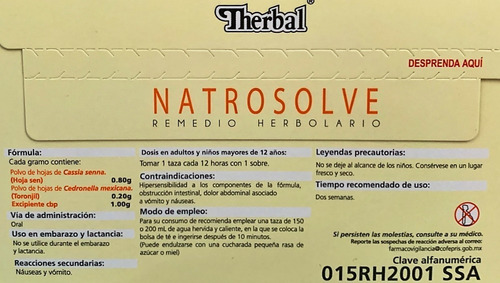 Therbal®
DESPRENDA AQUÍ
NATROSOLVE
REMEDIO HERBOLARIO
Fórmula:
Cada gramo contiene:
Polvo de hojas de Cassia senna.
(Hoja sen) 0.80g
Polvo de hojas de Cedronella mexicana.
(Toronjil) 0.20g
Excipiente cbp 1.00g
Vía de administración:
Oral
Uso en embarazo y lactancia:
No se utilice durante el embarazo
y lactancia.
Reacciones secundarias:
Náuseas y vómito.
Dosis en adultos y niños mayores de 12 años:
Tomar 1 taza cada 12 horas con 1 sobre.
Contraindicaciones:
Hipersensibilidad a los componentes de la fórmula,
obstrucción intestinal, dolor abdominal asociado
a vómito y náuseas.
Modo de empleo:
Para su consumo de recomienda emplear una taza de 150
o 200 mL de agua hervida y caliente, en la que se coloca la
bolsa de té e ingerirse después de 10 minutos.
(Puede endulzarse con una cucharada pequeña rasa de
azúcar o miel)
Leyendas precautorias:
No se deje al alcance de los niños. Consérvese en un lugar
fresco y seco.
Tiempo recomendado de uso:
Dos semanas.
Si persisten las molestias, consulte a su médico.
Reporte las sospechas de reacción adversa al correo:
farmacovigilancia@cofepris.gob.mx
Clave alfanumérica
015RH2001 SSA